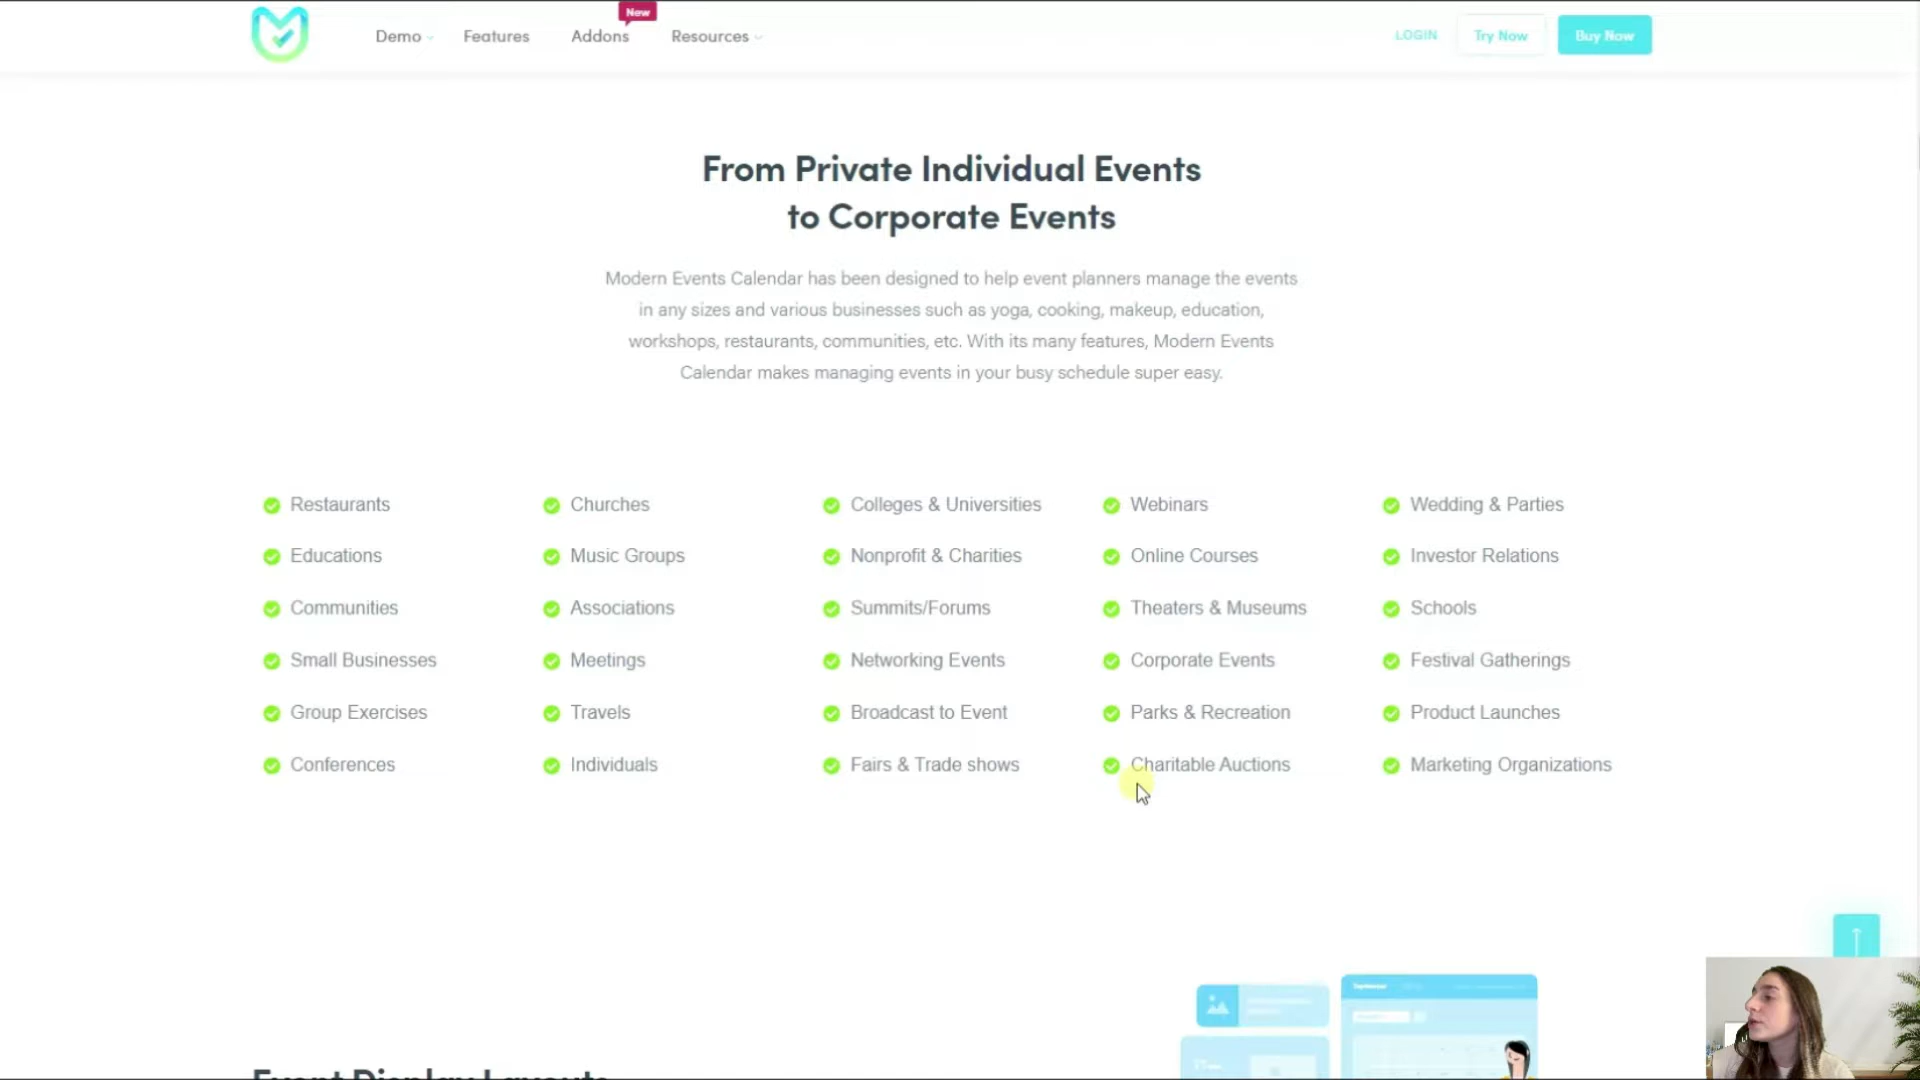 New
Demo Features Addons Resources LOGIN Try Now Buy Now
From Private Individual Events
to Corporate Events
Modern Events Calendar has been designed to help event planners manage the events
in any sizes and various businesses such as yoga, cooking, makeup, education,
workshops, restaurants, communities, etc. With its many features, Modern Events
Calendar makes managing events in your busy schedule super easy.
Restaurants Churches Colleges & Universities Webinars Wedding & Parties
Educations Music Groups Nonprofit & Charities Online Courses Investor Relations
Communities Associations Summits/Forums Theaters & Museums Schools
Small Businesses Meetings Networking Events Corporate Events Festival Gatherings
Group Exercises Travels Broadcast to Event Parks & Recreation Product Launches
Conferences Individuals Fairs & Trade shows Charitable Auctions Marketing Organizations
Event Display Layouts